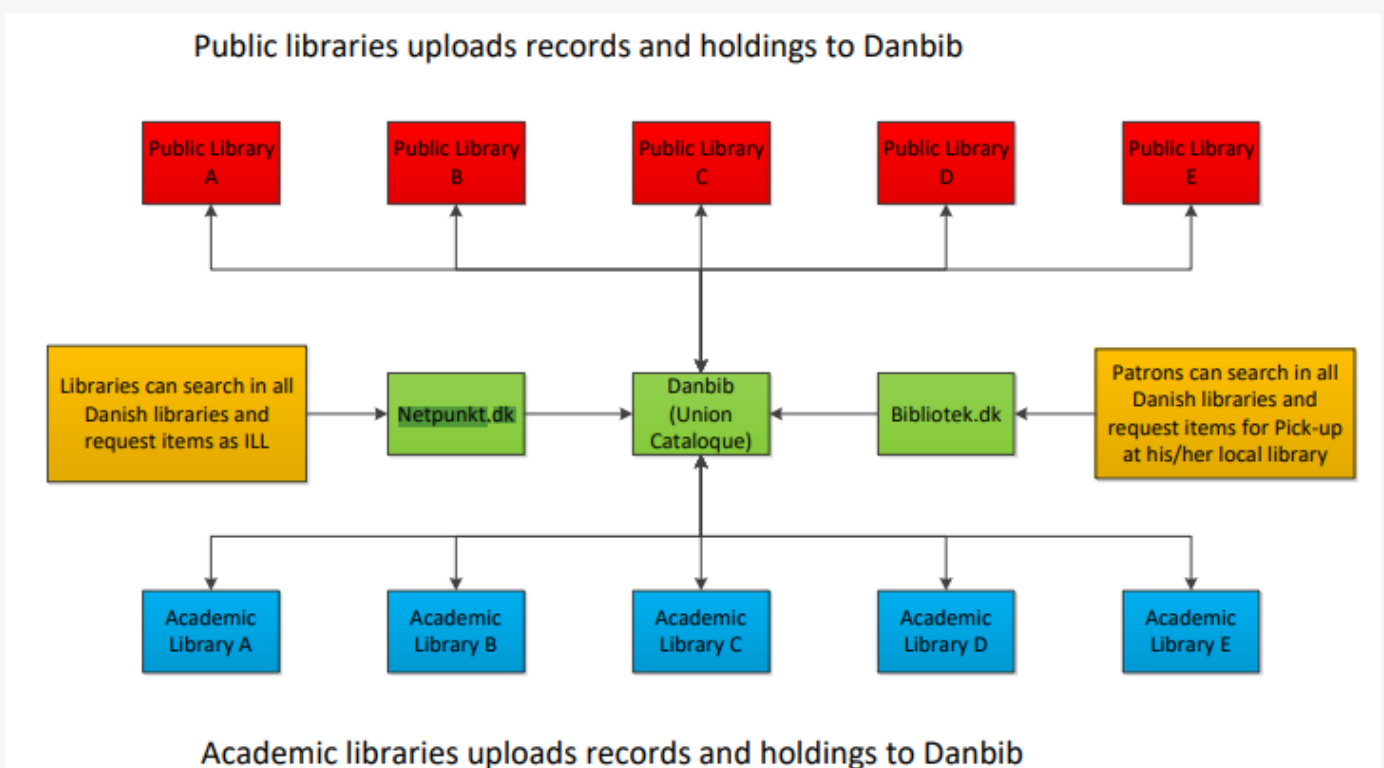 Public libraries uploads records and holdings to Danbib
Public Library
A
Public Library
B
Public Library
C
Public Library
D
Public Library
E
Libraries can search in all
Danish libraries and
request items as ILL
Netpunkt.dk
Danbib
(Union
Cataloque)
Bibliotek.dk
Patrons can search in all
Danish libraries and
request items for Pick-up
at his/her local library
Academic
Library A
Academic
Library B
Academic
Library C
Academic
Library D
Academic
Library E
Academic libraries uploads records and holdings to Danbib